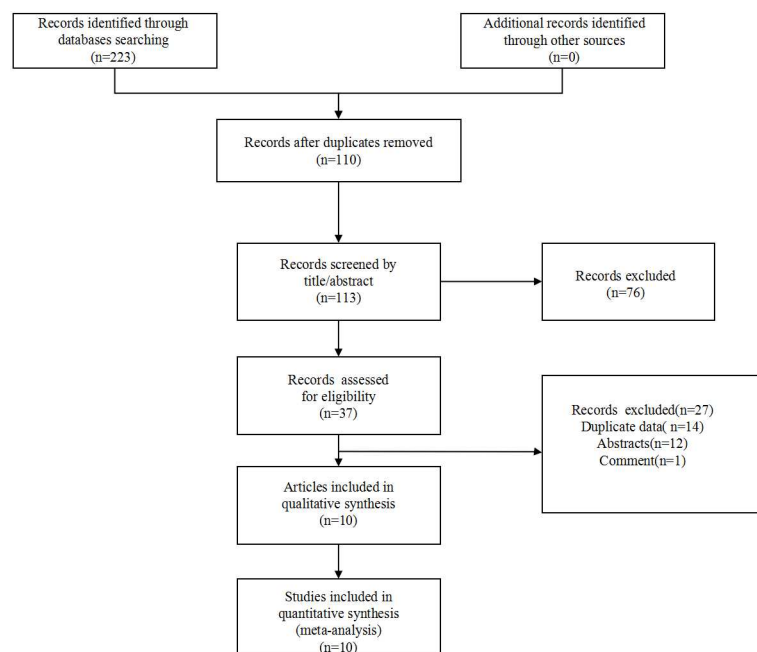 Records identified through
databases searching
(n=223)
Additional records identified
through other sources
(n=0)
Records after duplicates removed
(n=110)
Records screened by
title/abstract
(n=113)
Records excluded
(n=76)
Records assessed
for eligibility
(n=37)
Records excluded(n=27)
Duplicate data( n=14)
Abstracts(n=12)
Comment(n=1)
Articles included in
qualitative synthesis
(n=10)
Studies included in
quantitative synthesis
(meta-analysis)
(n=10)